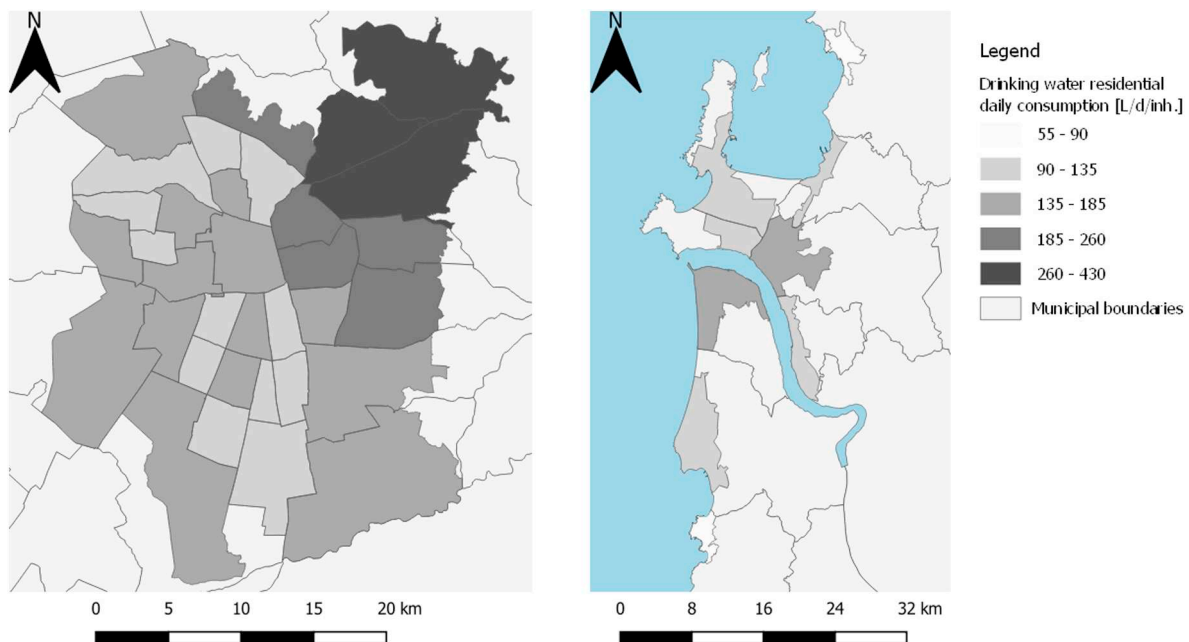 N
N
Legend
Drinking water residential
daily consumption [L/d/inh.]
55 - 90
90 - 135
135 - 185
185 - 260
260 - 430
Municipal boundaries
0 5 10 15 20 km
0 8 16 24 32 km